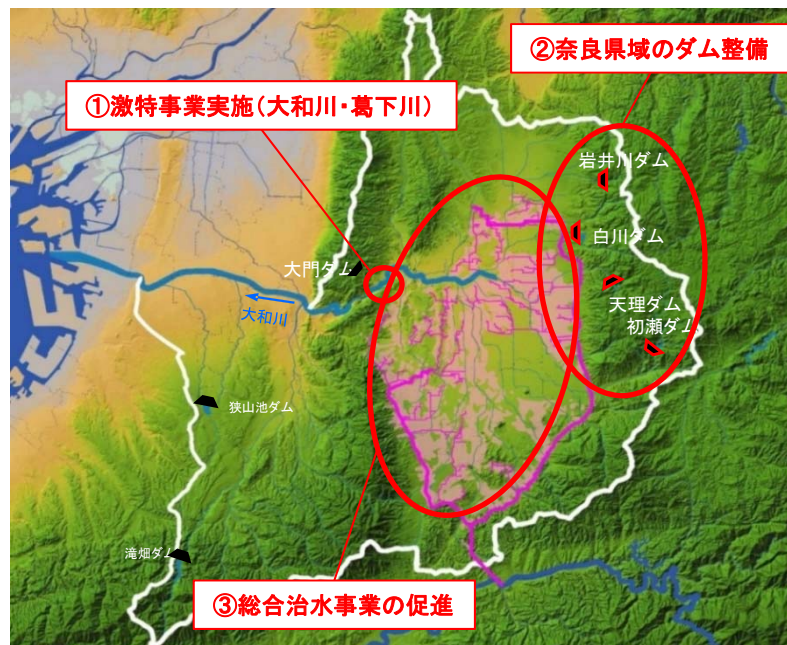 ②奈良県域のダム整備
①激特事業実施（大和川・葛下川）
岩井川ダム
白川ダム
大門ダム
天理ダム
大和川
初瀬ダム
狭山池ダム
滝畑ダム
③総合治水事業の促進